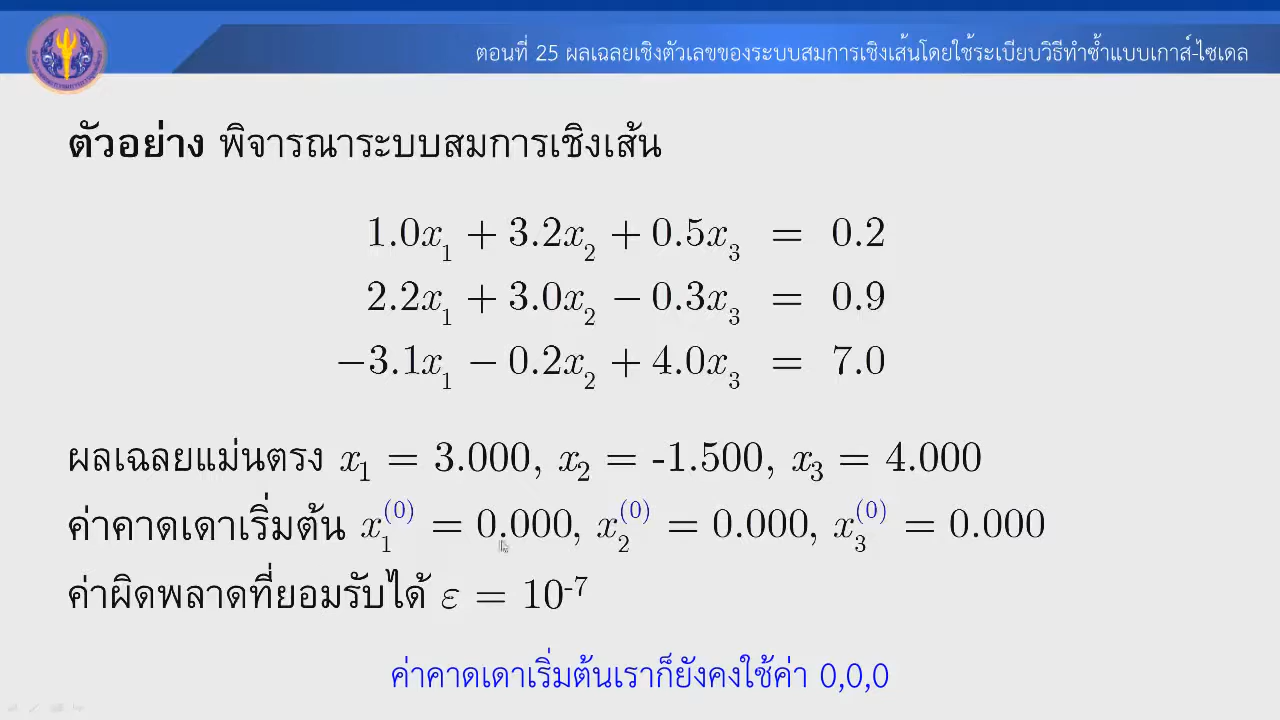 ตอนที่ 25 ผลเฉลยเชิงตัวเลขของระบบสมการเชิงเส้นโดยใช้ระเบียบวิธีทำซ้ำแบบเกาส์-ไซเดล
ตัวอย่าง พิจารณาระบบสมการเชิงเส้น
1.0x₁ + 3.2x₂ + 0.5x₃ = 0.2
2.2x₁ + 3.0x₂ − 0.3x₃ = 0.9
−3.1x₁ − 0.2x₂ + 4.0x₃ = 7.0
ผลเฉลยแม่นตรง x₁ = 3.000, x₂ = -1.500, x₃ = 4.000
ค่าคาดเดาเริ่มต้น x₁⁽⁰⁾ = 0.000, x₂⁽⁰⁾ = 0.000, x₃⁽⁰⁾ = 0.000
ค่าผิดพลาดที่ยอมรับได้ ε = 10⁻⁷
ค่าคาดเดาเริ่มต้นเราก็ยังคงใช้ค่า 0,0,0